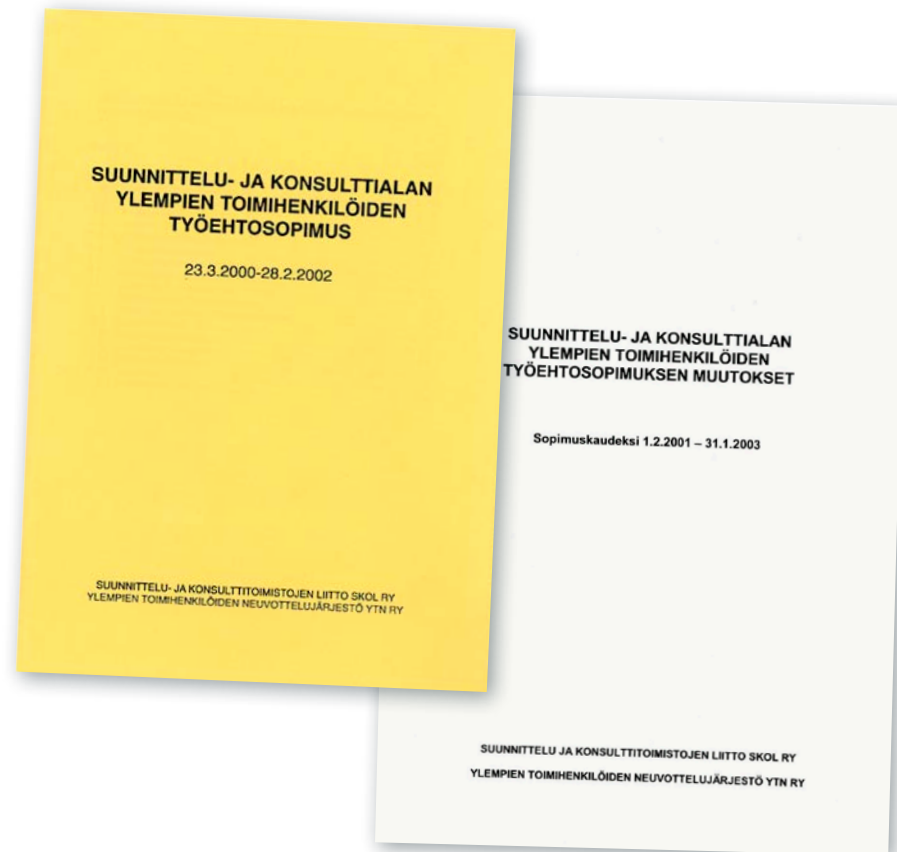 SUUNNITTELU- JA KONSULTTIALAN
YLEMPIEN TOIMIHENKILÖIDEN
TYÖEHTOSOPIMUS
23.3.2000-28.2.2002
SUUNNITTELU- JA KONSULTTITOIMISTOJEN LIITTO SKOL RY
YLEMPIEN TOIMIHENKILÖIDEN NEUVOTTELUJÄRJESTÖ YTN RY
SUUNNITTELU- JA KONSULTTIALAN
YLEMPIEN TOIMIHENKILÖIDEN
TYÖEHTOSOPIMUKSEN MUUTOKSET
Sopimuskaudeksi 1.2.2001 – 31.1.2003
SUUNNITTELU JA KONSULTTITOIMISTOJEN LIITTO SKOL RY
YLEMPIEN TOIMIHENKILÖIDEN NEUVOTTELUJÄRJESTÖ YTN RY